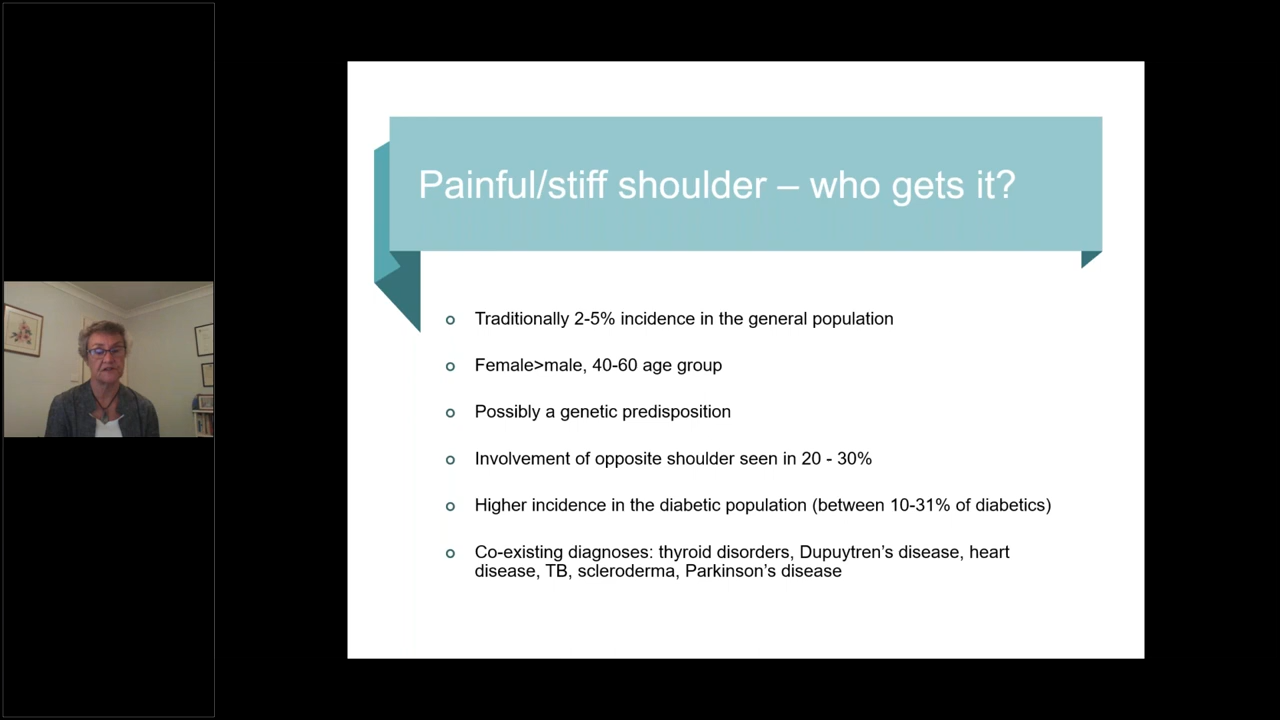 Painful/stiff shoulder – who gets it?
Traditionally 2-5% incidence in the general population
Female>male, 40-60 age group
Possibly a genetic predisposition
Involvement of opposite shoulder seen in 20 - 30%
Higher incidence in the diabetic population (between 10-31% of diabetics)
Co-existing diagnoses: thyroid disorders, Dupuytren’s disease, heart
disease, TB, scleroderma, Parkinson’s disease